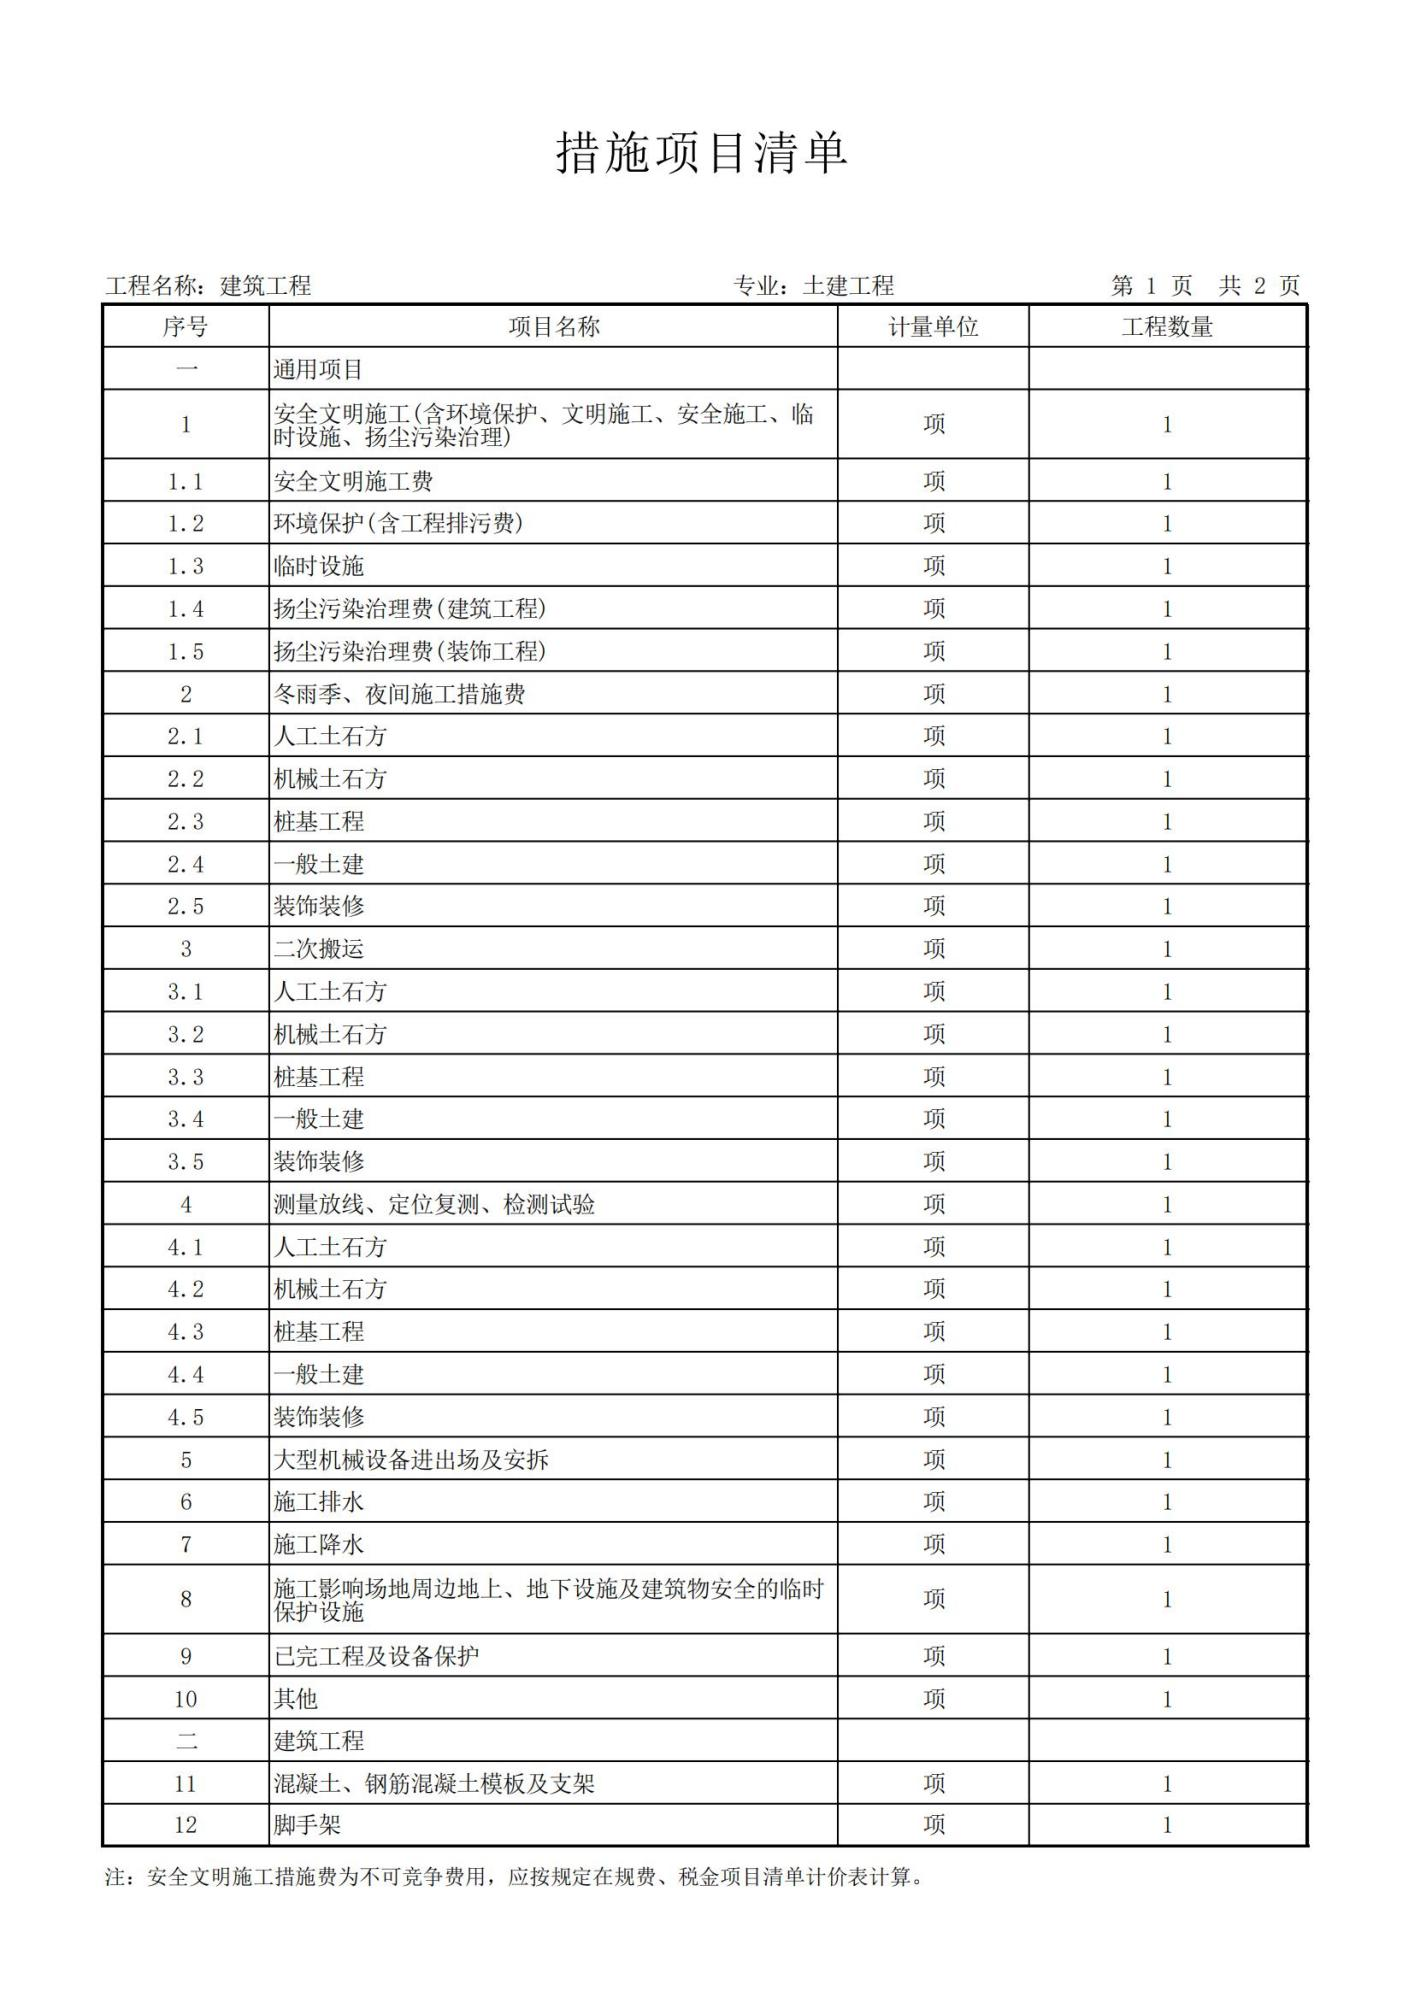 措施项目清单
工程名称：建筑工程 专业：土建工程 第 1 页 共 2 页
序号 项目名称 计量单位 工程数量
一 通用项目
1 安全文明施工(含环境保护、文明施工、安全施工、临
时设施、扬尘污染治理) 项 1
1.1 安全文明施工费 项 1
1.2 环境保护(含工程排污费) 项 1
1.3 临时设施 项 1
1.4 扬尘污染治理费(建筑工程) 项 1
1.5 扬尘污染治理费(装饰工程) 项 1
2 冬雨季、夜间施工措施费 项 1
2.1 人工土石方 项 1
2.2 机械土石方 项 1
2.3 桩基工程 项 1
2.4 一般土建 项 1
2.5 装饰装修 项 1
3 二次搬运 项 1
3.1 人工土石方 项 1
3.2 机械土石方 项 1
3.3 桩基工程 项 1
3.4 一般土建 项 1
3.5 装饰装修 项 1
4 测量放线、定位复测、检测试验 项 1
4.1 人工土石方 项 1
4.2 机械土石方 项 1
4.3 桩基工程 项 1
4.4 一般土建 项 1
4.5 装饰装修 项 1
5 大型机械设备进出场及安拆 项 1
6 施工排水 项 1
7 施工降水 项 1
8 施工影响场地周边地上、地下设施及建筑物安全的临时
保护设施 项 1
9 已完工程及设备保护 项 1
10 其他 项 1
二 建筑工程
11 混凝土、钢筋混凝土模板及支架 项 1
12 脚手架 项 1
注：安全文明施工措施费为不可竞争费用，应按规定在规费、税金项目清单计价表计算。